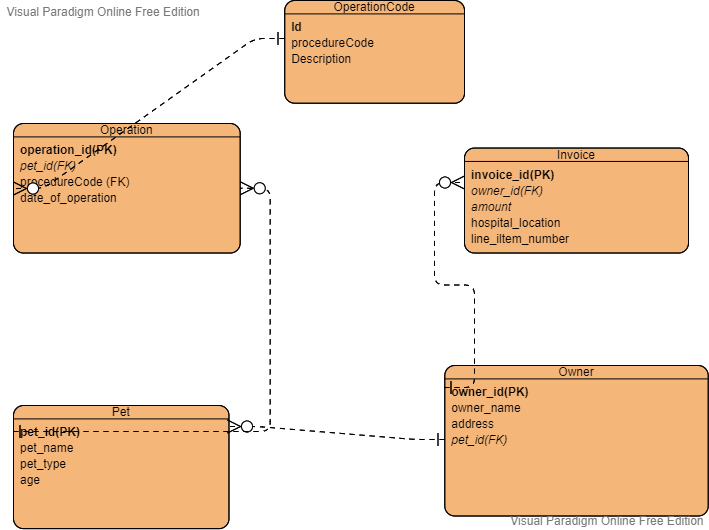 Visual Paradigm Online Free Edition
OperationCode
Id
procedureCode
Description
Operation
operation_id(PK)
pet_id(FK)
procedureCode (FK)
date_of_operation
Invoice
invoice_id(PK)
owner_id(FK)
amount
hospital_location
line_iltem_number
Pet
pet_id(PK)
pet_name
pet_type
age
Owner
owner_id(PK)
owner_name
address
pet_id(FK)
Visual Paradigm Online Free Edition